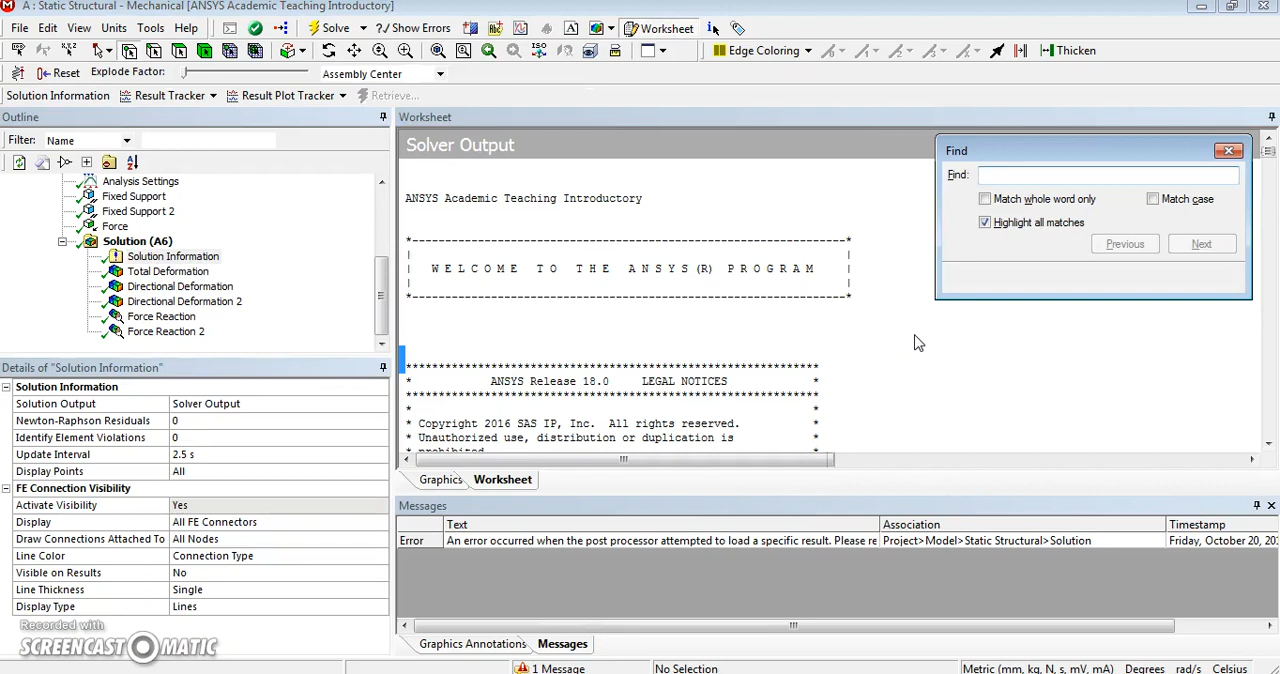 A : Static Structural - Mechanical [ANSYS Academic Teaching Introductory]
File Edit View Units Tools Help Solve ?/ Show Errors Worksheet
Edge Coloring Thicken
Reset Explode Factor: Assembly Center
Solution Information Result Tracker Result Plot Tracker Retrieve...
Outline
Filter: Name
Analysis Settings
Fixed Support
Fixed Support 2
Force
Solution (A6)
Solution Information
Total Deformation
Directional Deformation
Directional Deformation 2
Force Reaction
Force Reaction 2
Details of "Solution Information"
Solution Information
Solution Output Solver Output
Newton-Raphson Residuals 0
Identify Element Violations 0
Update Interval 2.5 s
Display Points All
FE Connection Visibility
Activate Visibility Yes
Display All FE Connectors
Draw Connections Attached To All Nodes
Line Color Connection Type
Visible on Results No
Line Thickness Single
Display Type Lines
Recorded with
SCREENCAST MATIC
Worksheet
Solver Output
ANSYS Academic Teaching Introductory
*------------------------------------------------------------------*
| W E L C O M E T O T H E A N S Y S (R) P R O G R A M |
*------------------------------------------------------------------*
***************************************************************
* ANSYS Release 18.0 LEGAL NOTICES *
***************************************************************
* *
* Copyright 2016 SAS IP, Inc. All rights reserved. *
* Unauthorized use, distribution or duplication is *
* prohibited. *
Find
Find:
Match whole word only Match case
Highlight all matches
Previous Next
Graphics Worksheet
Messages
Text Association Timestamp
Error An error occurred when the post processor attempted to load a specific result. Please re Project>Model>Static Structural>Solution Friday, October 20, 20
Graphics Annotations Messages
1 Message No Selection Metric (mm, kg, N, s, mV, mA) Degrees rad/s Celsius